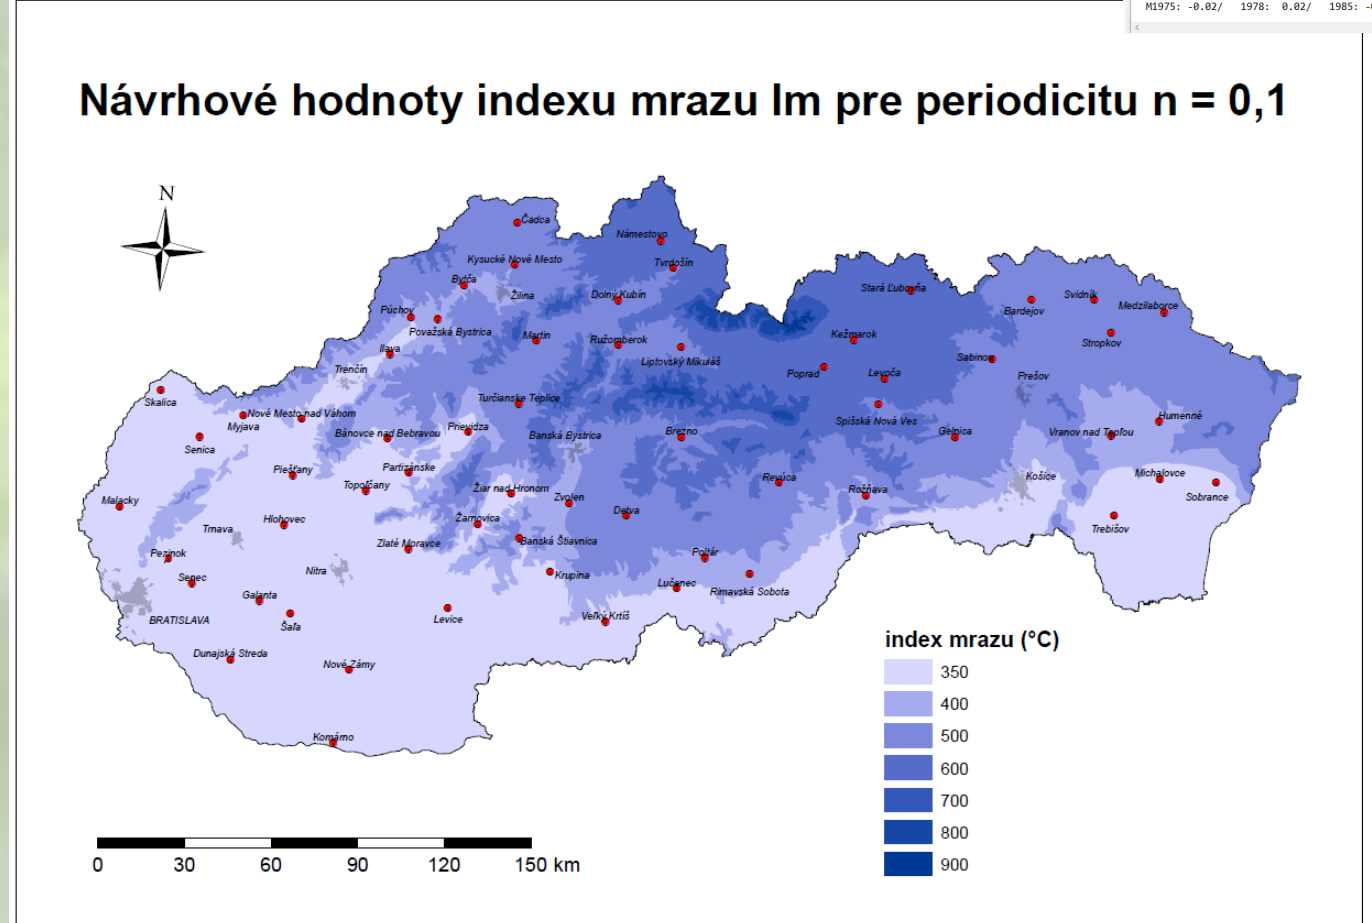 M1975: -0.02/ 1978: 0.02/ 1985: -
Návrhové hodnoty indexu mrazu Im pre periodicitu n = 0,1
N
Čadca
Námestovo
Kysucké Nové Mesto
Tvrdošín
Bytča
Žilina
Dolný Kubín
Stará Ľubovňa
Svidník
Medzilaborce
Bardejov
Púchov
Považská Bystrica
Martin
Ružomberok
Kežmarok
Stropkov
Ilava
Liptovský Mikuláš
Sabinov
Trenčín
Poprad
Levoča
Prešov
Skalica
Turčianske Teplice
Nové Mesto nad Váhom
Myjava
Prievidza
Spišská Nová Ves
Humenné
Bánovce nad Bebravou
Banská Bystrica
Brezno
Gelnica
Vranov nad Topľou
Senica
Piešťany
Partizánske
Michalovce
Topoľčany
Žiar nad Hronom
Zvolen
Revúca
Rožňava
Košice
Sobrance
Malacky
Detva
Hlohovec
Žarnovica
Trnava
Trebišov
Zlaté Moravce
Banská Štiavnica
Pezinok
Poltár
Senec
Nitra
Krupina
Lučenec
Rimavská Sobota
Galanta
BRATISLAVA
Šaľa
Levice
Veľký Krtíš
Dunajská Streda
Nové Zámy
Komárno
index mrazu (°C)
350
400
500
600
700
800
900
0 30 60 90 120 150 km